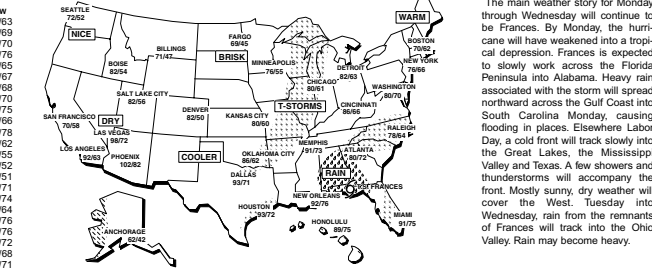 SEATTLE
72/52
NICE
FARGO
69/45
WARM
BILLINGS
71/47
BRISK
MINNEAPOLIS
76/55
BOSTON
70/62
NEW YORK
76/66
BOISE
82/54
DETROIT
82/63
CHICAGO
80/61
WASHINGTON
80/70
SALT LAKE CITY
82/56
DENVER
82/50
T-STORMS
CINCINNATI
86/66
SAN FRANCISCO
70/58
DRY
KANSAS CITY
80/60
RALEIGH
78/64
LAS VEGAS
98/72
LOS ANGELES
92/63
PHOENIX
102/82
COOLER
OKLAHOMA CITY
86/62
MEMPHIS
91/73
ATLANTA
80/72
DALLAS
93/71
RAIN
FRANCES
NEW ORLEANS
92/76
HOUSTON
93/72
MIAMI
91/75
HONOLULU
89/75
ANCHORAGE
62/42
The main weather story for Monday
through Wednesday will continue to
be Frances. By Monday, the hurri-
cane will have weakened into a tropi-
cal depression. Frances is expected
to slowly work across the Florida
Peninsula into Alabama. Heavy rain
associated with the storm will spread
northward across the Gulf Coast into
South Carolina Monday, causing
flooding in places. Elsewhere Labor
Day, a cold front will track slowly into
the Great Lakes, the Mississippi
Valley and Texas. A few showers and
thunderstorms will accompany the
front. Mostly sunny, dry weather will
cover the West. Tuesday into
Wednesday, rain from the remnants
of Frances will track into the Ohio
Valley. Rain may become heavy.